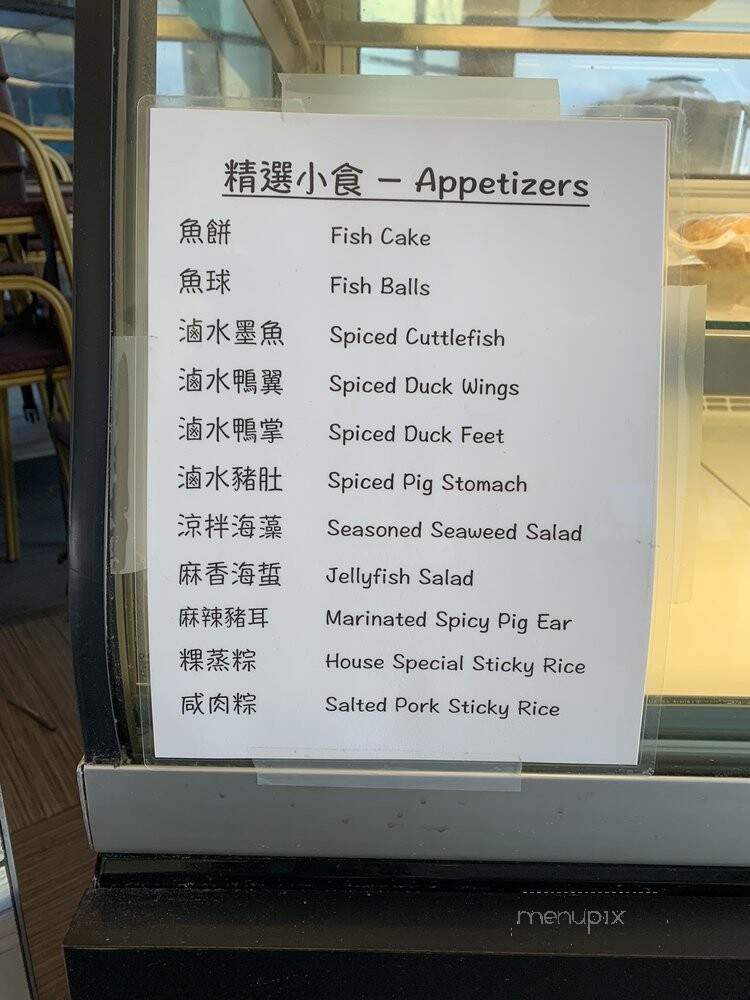 精選小食 – Appetizers
魚餅 Fish Cake
魚球 Fish Balls
滷水墨魚 Spiced Cuttlefish
滷水鴨翼 Spiced Duck Wings
滷水鴨掌 Spiced Duck Feet
滷水豬肚 Spiced Pig Stomach
涼拌海藻 Seasoned Seaweed Salad
麻香海蜇 Jellyfish Salad
麻辣豬耳 Marinated Spicy Pig Ear
粿蒸粽 House Special Sticky Rice
咸肉粽 Salted Pork Sticky Rice
menupix